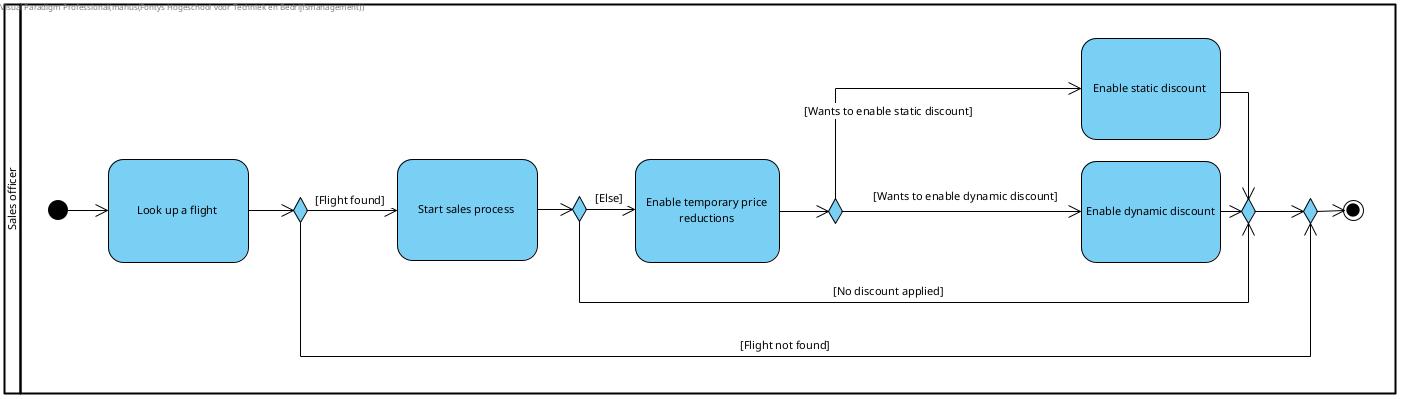 Visual Paradigm Professional(marius(Fontys Hogeschool voor Techniek en Bedrijfsmanagement))
Sales officer
Look up a flight
[Flight found]
Start sales process
[Else]
Enable temporary price
reductions
[Wants to enable static discount]
Enable static discount
[Wants to enable dynamic discount]
Enable dynamic discount
[No discount applied]
[Flight not found]